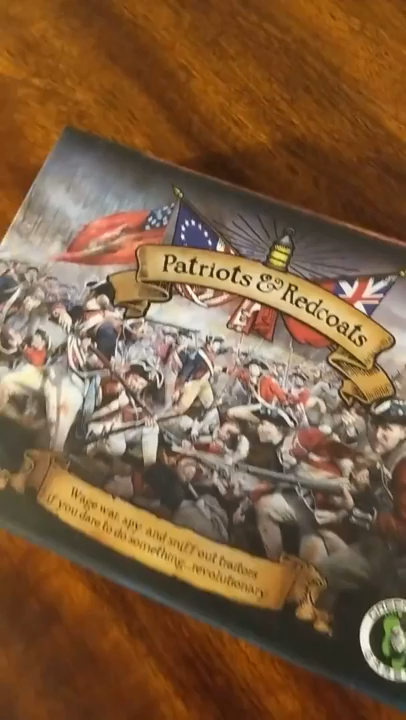 Patriots & Redcoats
Wage war, spy, and sniff out traitors
if you dare to do something...revolutionary.